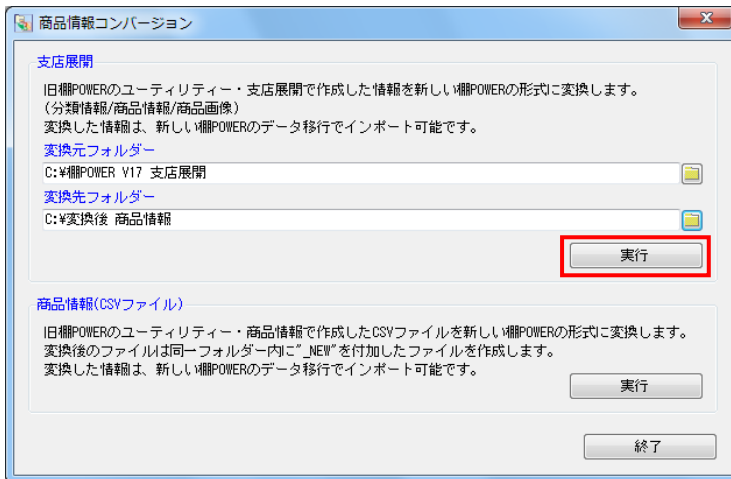 商品情報コンバージョン
支店展開
旧棚POWERのユーティリティー・支店展開で作成した情報を新しい棚POWERの形式に変換します。
(分類情報/商品情報/商品画像)
変換した情報は、新しい棚POWERのデータ移行でインポート可能です。
変換元フォルダー
C:¥棚POWER V17 支店展開
変換先フォルダー
C:¥変換後 商品情報
実行
商品情報(CSVファイル)
旧棚POWERのユーティリティー・商品情報で作成したCSVファイルを新しい棚POWERの形式に変換します。
変換後のファイルは同一フォルダー内に"_NEW"を付加したファイルを作成します。
変換した情報は、新しい棚POWERのデータ移行でインポート可能です。
実行
終了